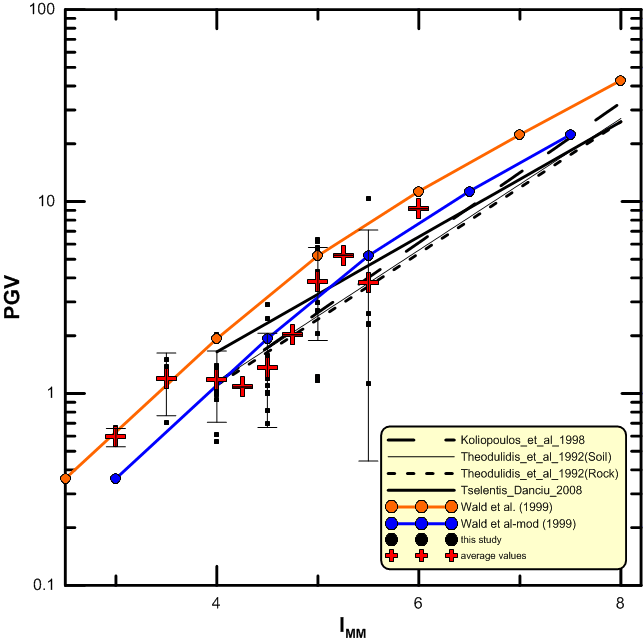 100
10
1
0.1
PGV
4
6
8
IMM
Koliopoulos_et_al_1998
Theodulidis_et_al_1992(Soil)
Theodulidis_et_al_1992(Rock)
Tselentis_Danciu_2008
Wald et al. (1999)
Wald et al-mod (1999)
this study
average values